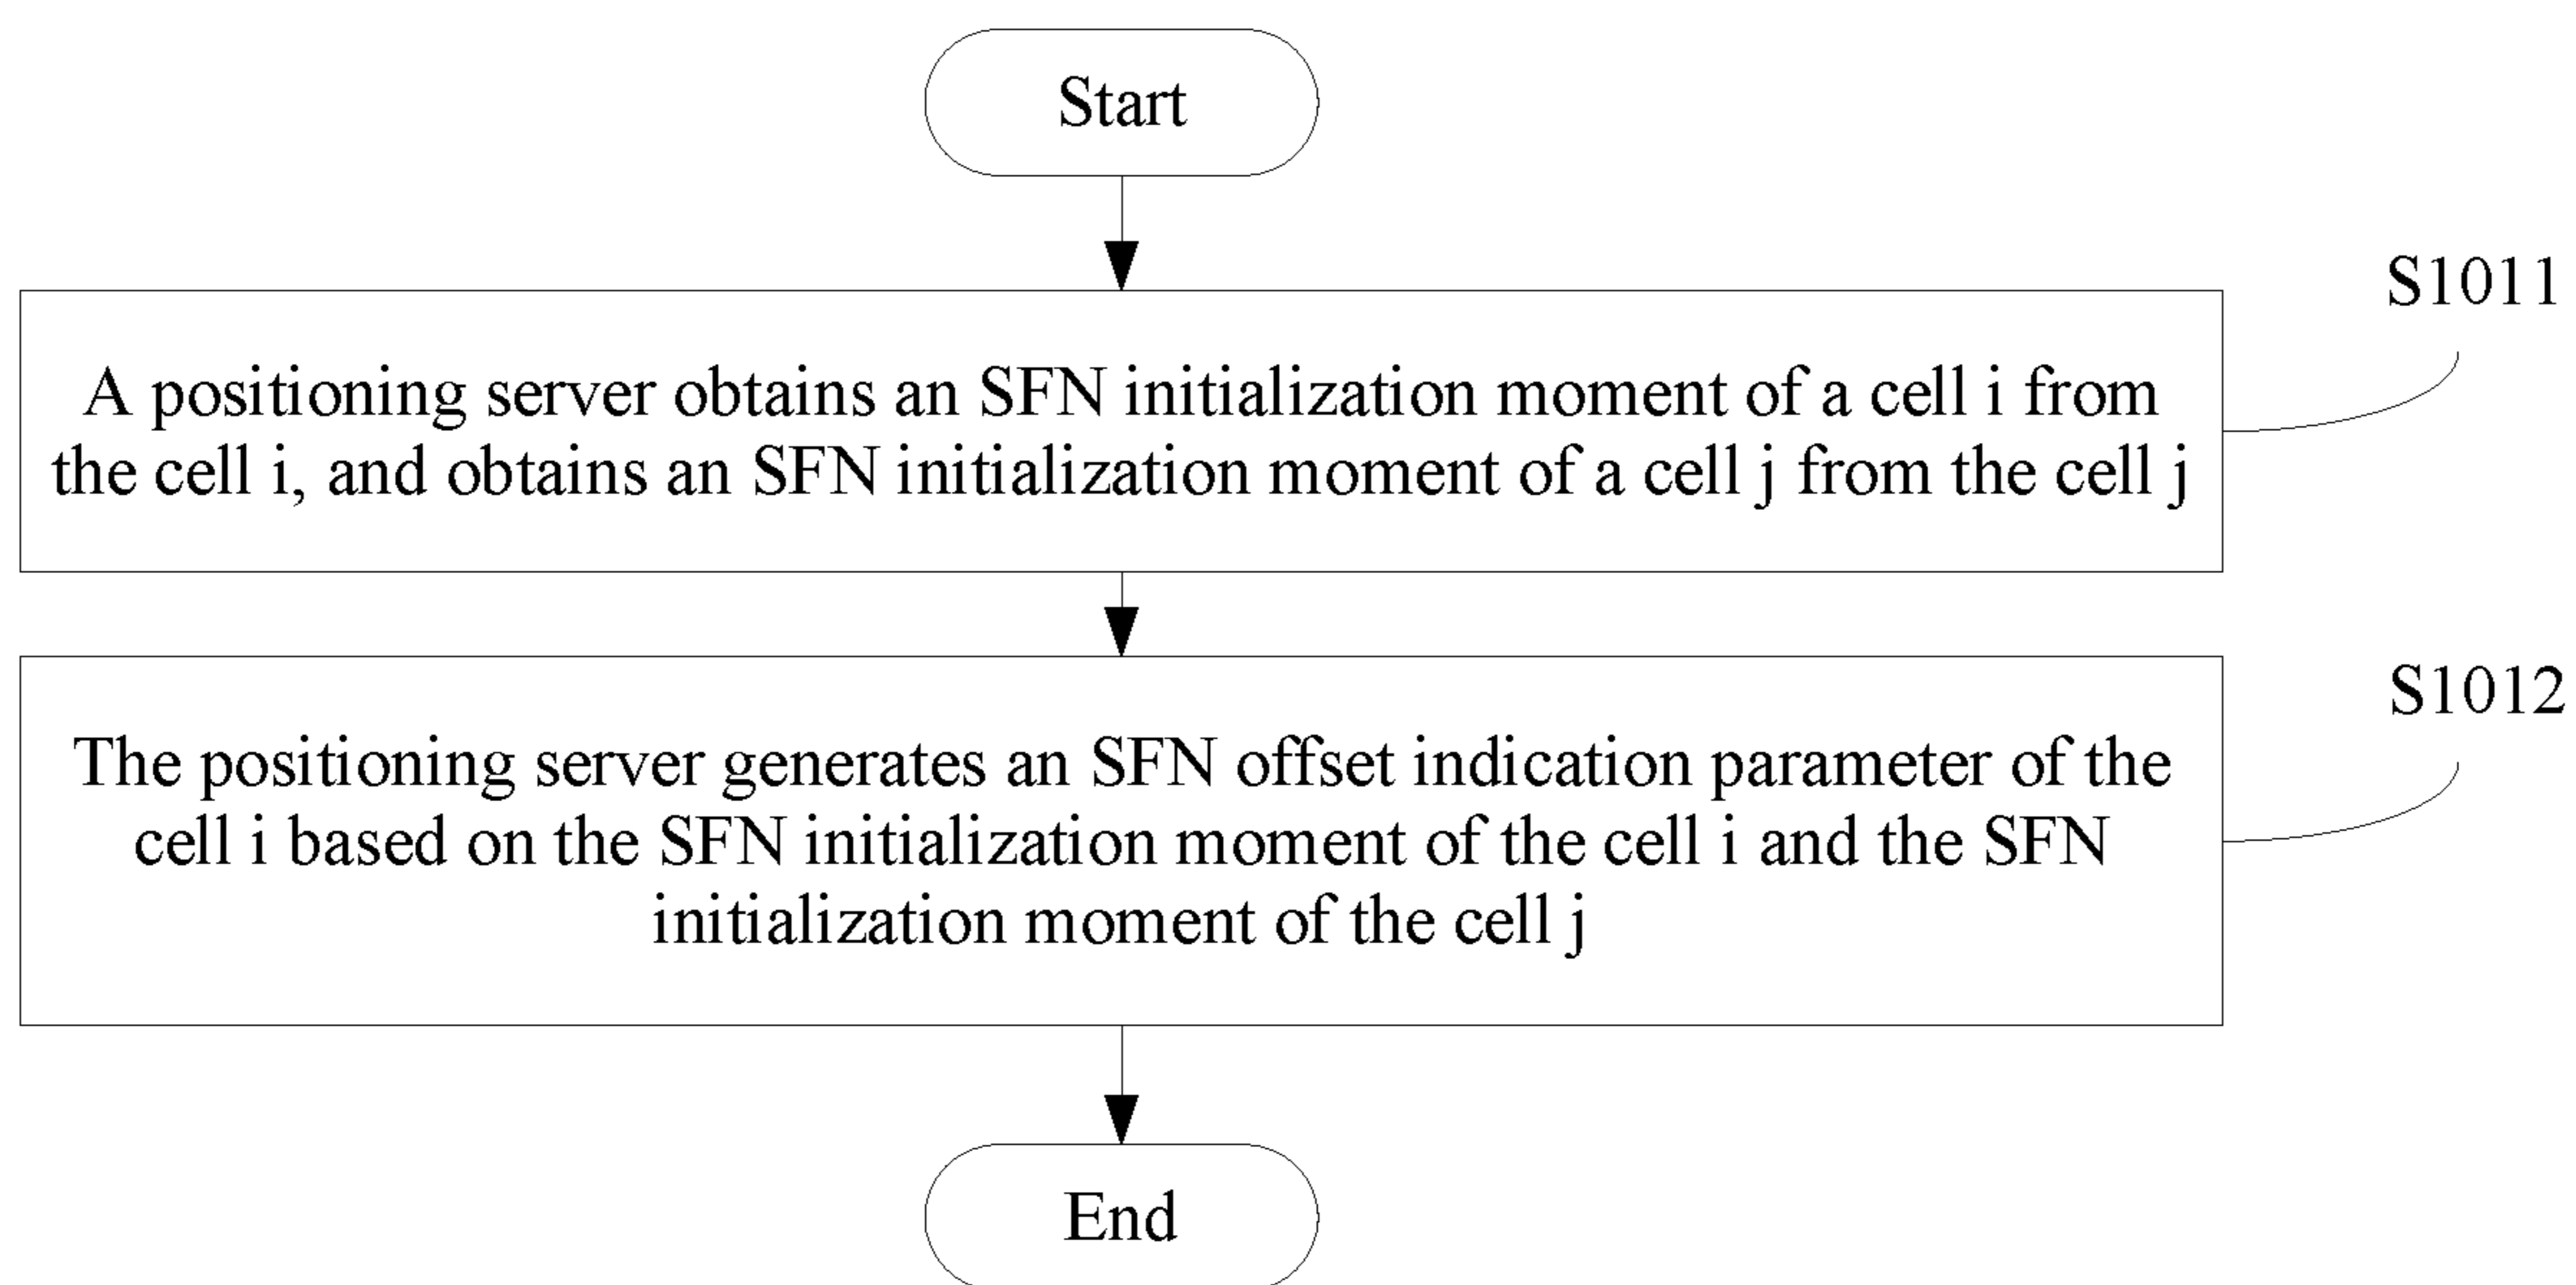 Start
S1011
A positioning server obtains an SFN initialization moment of a cell i from
the cell i, and obtains an SFN initialization moment of a cell j from the cell j
S1012
The positioning server generates an SFN offset indication parameter of the
cell i based on the SFN initialization moment of the cell i and the SFN
initialization moment of the cell j
End